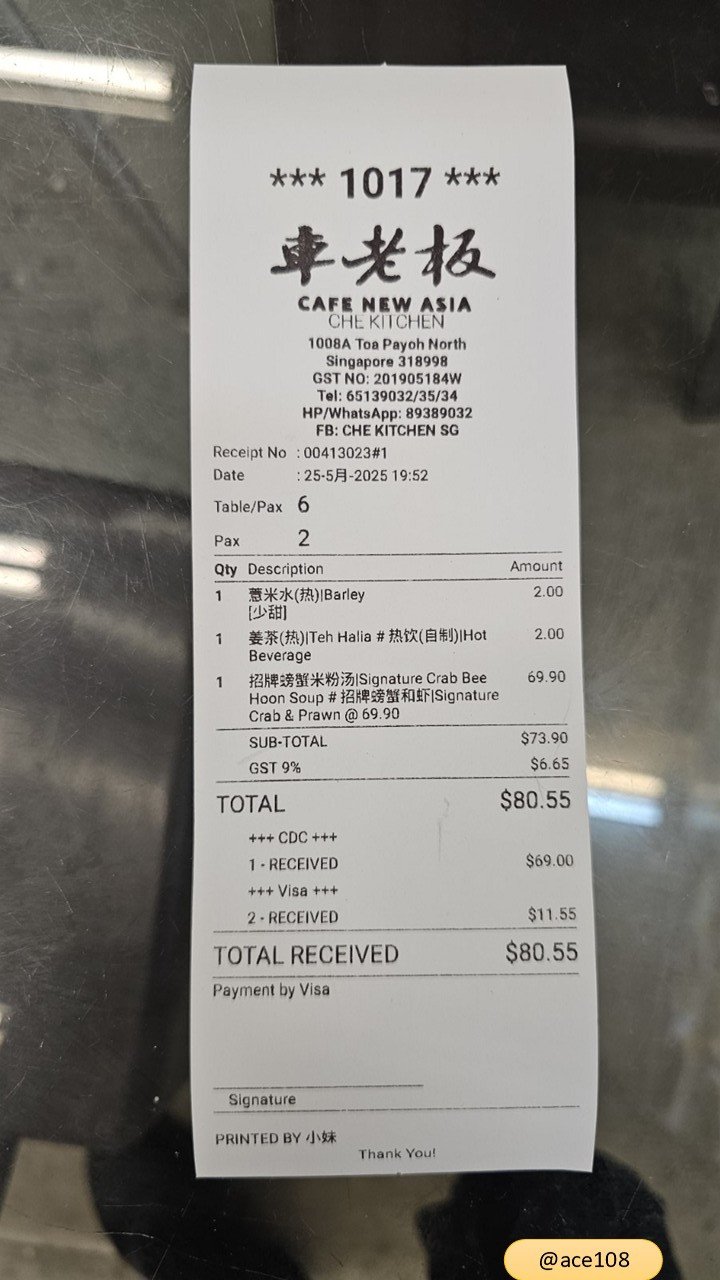 *** 1017 ***
車老板
CAFE NEW ASIA
CHE KITCHEN
1008A Toa Payoh North
Singapore 318998
GST NO: 201905184W
Tel: 65139032/35/34
HP/WhatsApp: 89389032
FB: CHE KITCHEN SG
Receipt No : 00413023#1
Date : 25-5月-2025 19:52
Table/Pax 6
Pax 2
Qty Description Amount
1 薏米水(热)|Barley 2.00
[少甜]
1 姜茶(热)|Teh Halia # 热饮(自制)|Hot 2.00
Beverage
1 招牌螃蟹米粉汤|Signature Crab Bee 69.90
Hoon Soup # 招牌螃蟹和虾|Signature
Crab & Prawn @ 69.90
SUB-TOTAL $73.90
GST 9% $6.65
TOTAL $80.55
+++ CDC +++
1 - RECEIVED $69.00
+++ Visa +++
2 - RECEIVED $11.55
TOTAL RECEIVED $80.55
Payment by Visa
Signature
PRINTED BY 小妹
Thank You!
@ace108